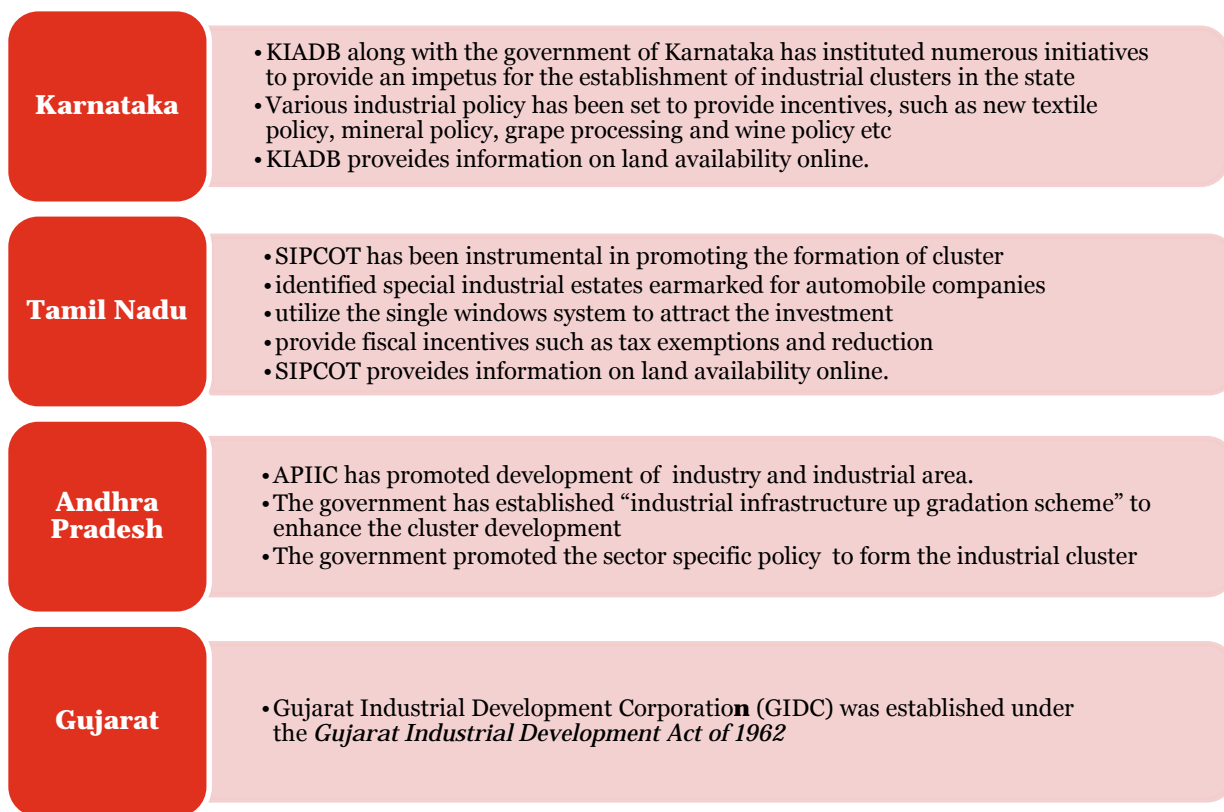 Karnataka
•KIADB along with the government of Karnataka has instituted numerous initiatives
to provide an impetus for the establishment of industrial clusters in the state
•Various industrial policy has been set to provide incentives, such as new textile
policy, mineral policy, grape processing and wine policy etc
•KIADB proveides information on land availability online.
Tamil Nadu
•SIPCOT has been instrumental in promoting the formation of cluster
•identified special industrial estates earmarked for automobile companies
•utilize the single windows system to attract the investment
•provide fiscal incentives such as tax exemptions and reduction
•SIPCOT proveides information on land availability online.
Andhra
Pradesh
•APIIC has promoted development of industry and industrial area.
•The government has established “industrial infrastructure up gradation scheme” to
enhance the cluster development
•The government promoted the sector specific policy to form the industrial cluster
Gujarat
•Gujarat Industrial Development Corporation (GIDC) was established under
the Gujarat Industrial Development Act of 1962